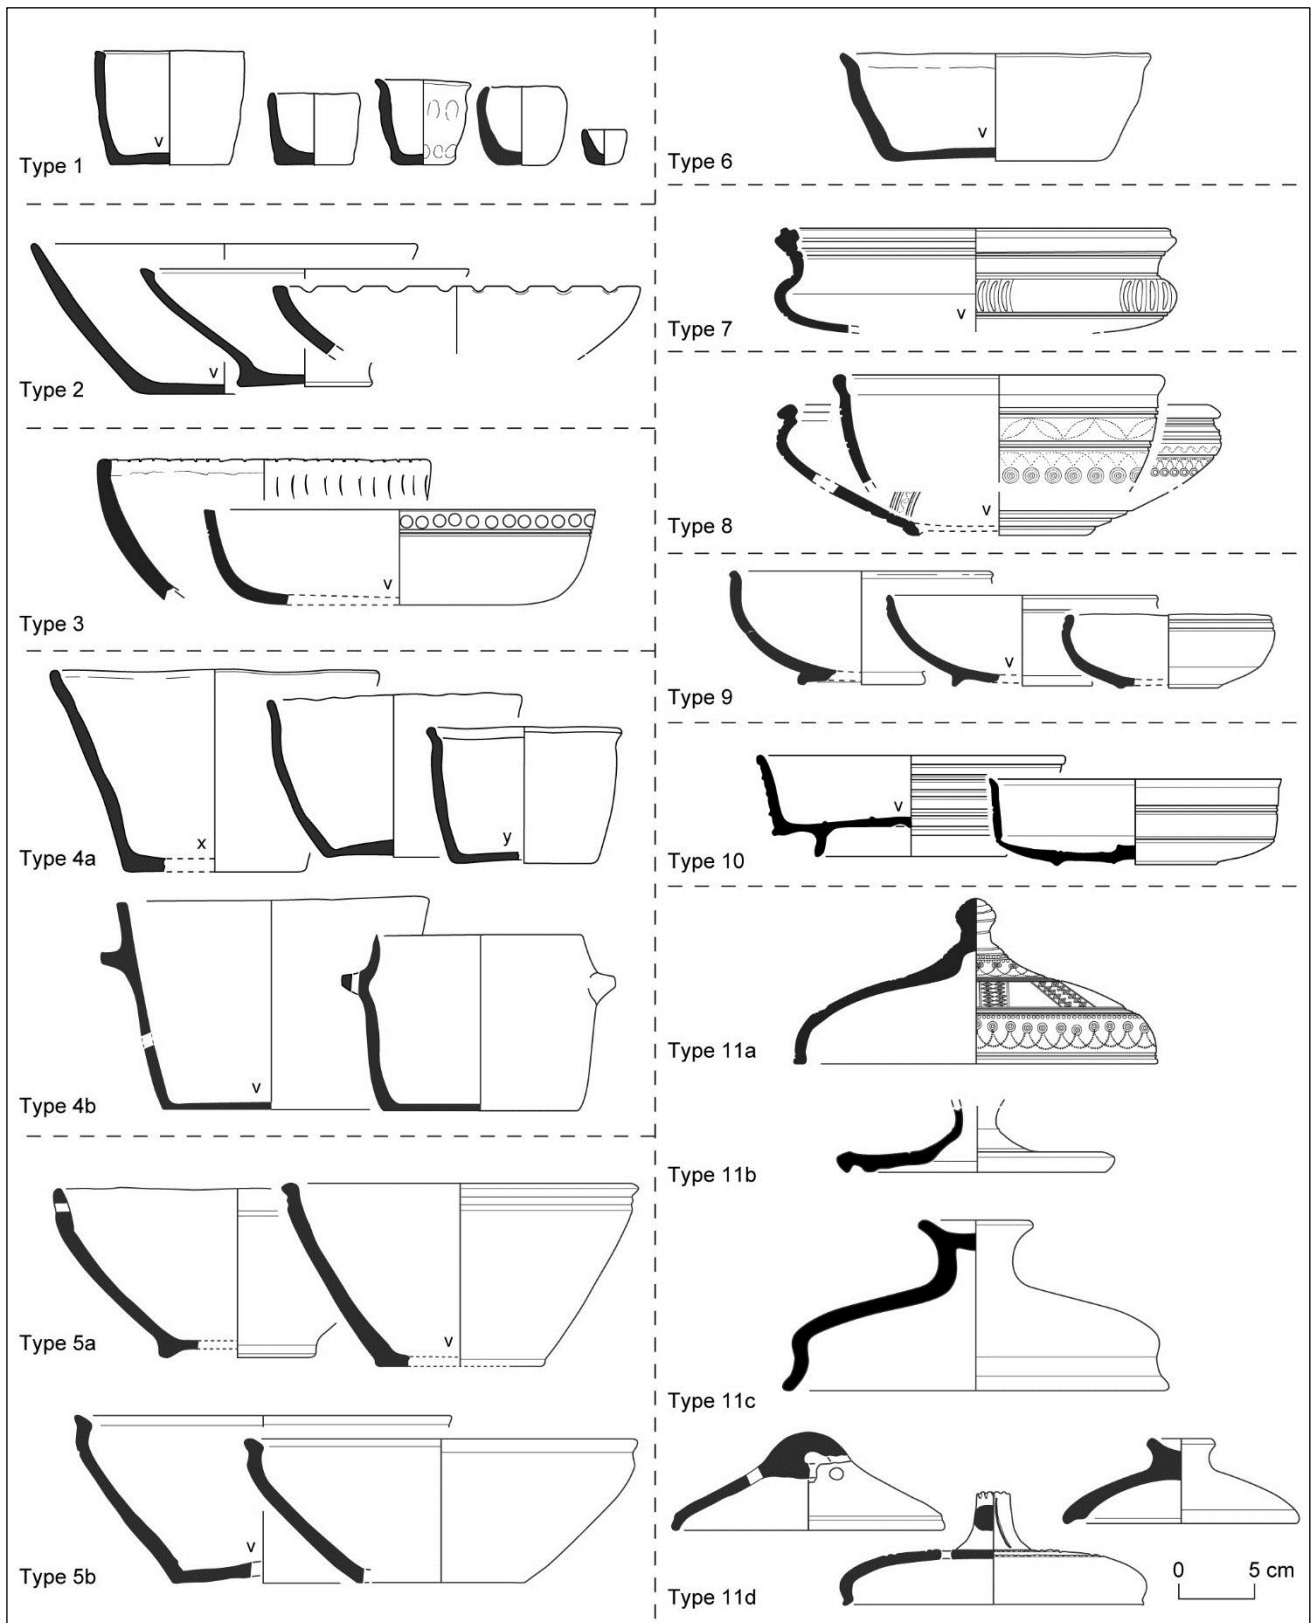 v
Type 1
v
Type 2
v
Type 3
x
y
Type 4a
v
Type 4b
v
Type 5a
v
Type 5b
v
Type 6
v
Type 7
v
Type 8
v
Type 9
v
Type 10
Type 11a
Type 11b
Type 11c
0 5 cm
Type 11d